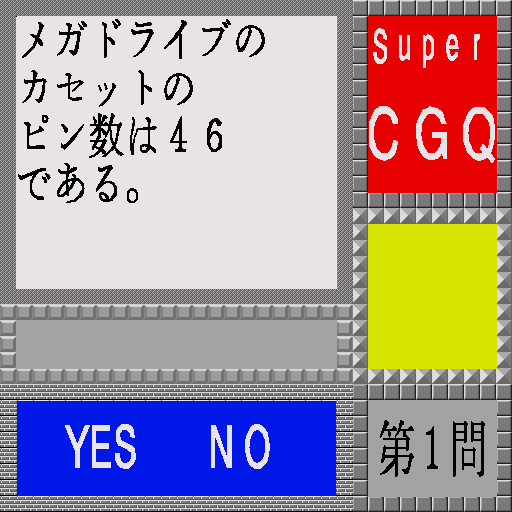 メガドライブの
カセットの
ピン数は４６
である。
Super
CGQ
YES NO
第1問